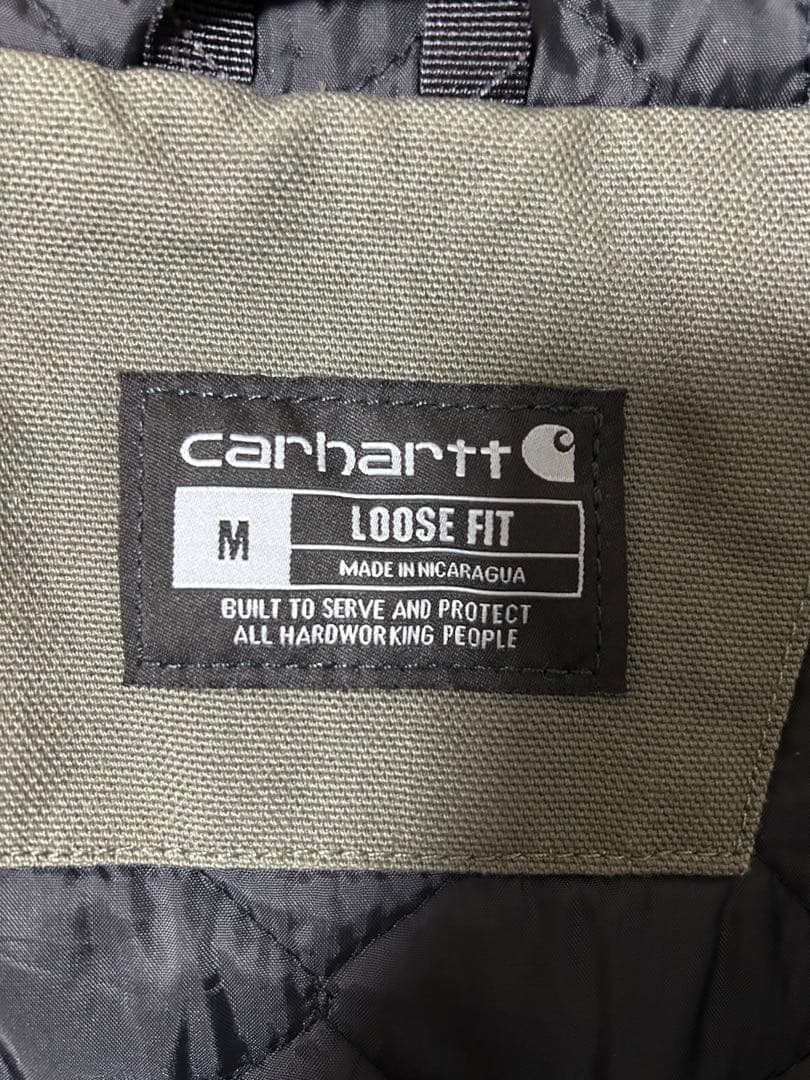 carhartt
M
LOOSE FIT
MADE IN NICARAGUA
BUILT TO SERVE AND PROTECT
ALL HARDWORKING PEOPLE